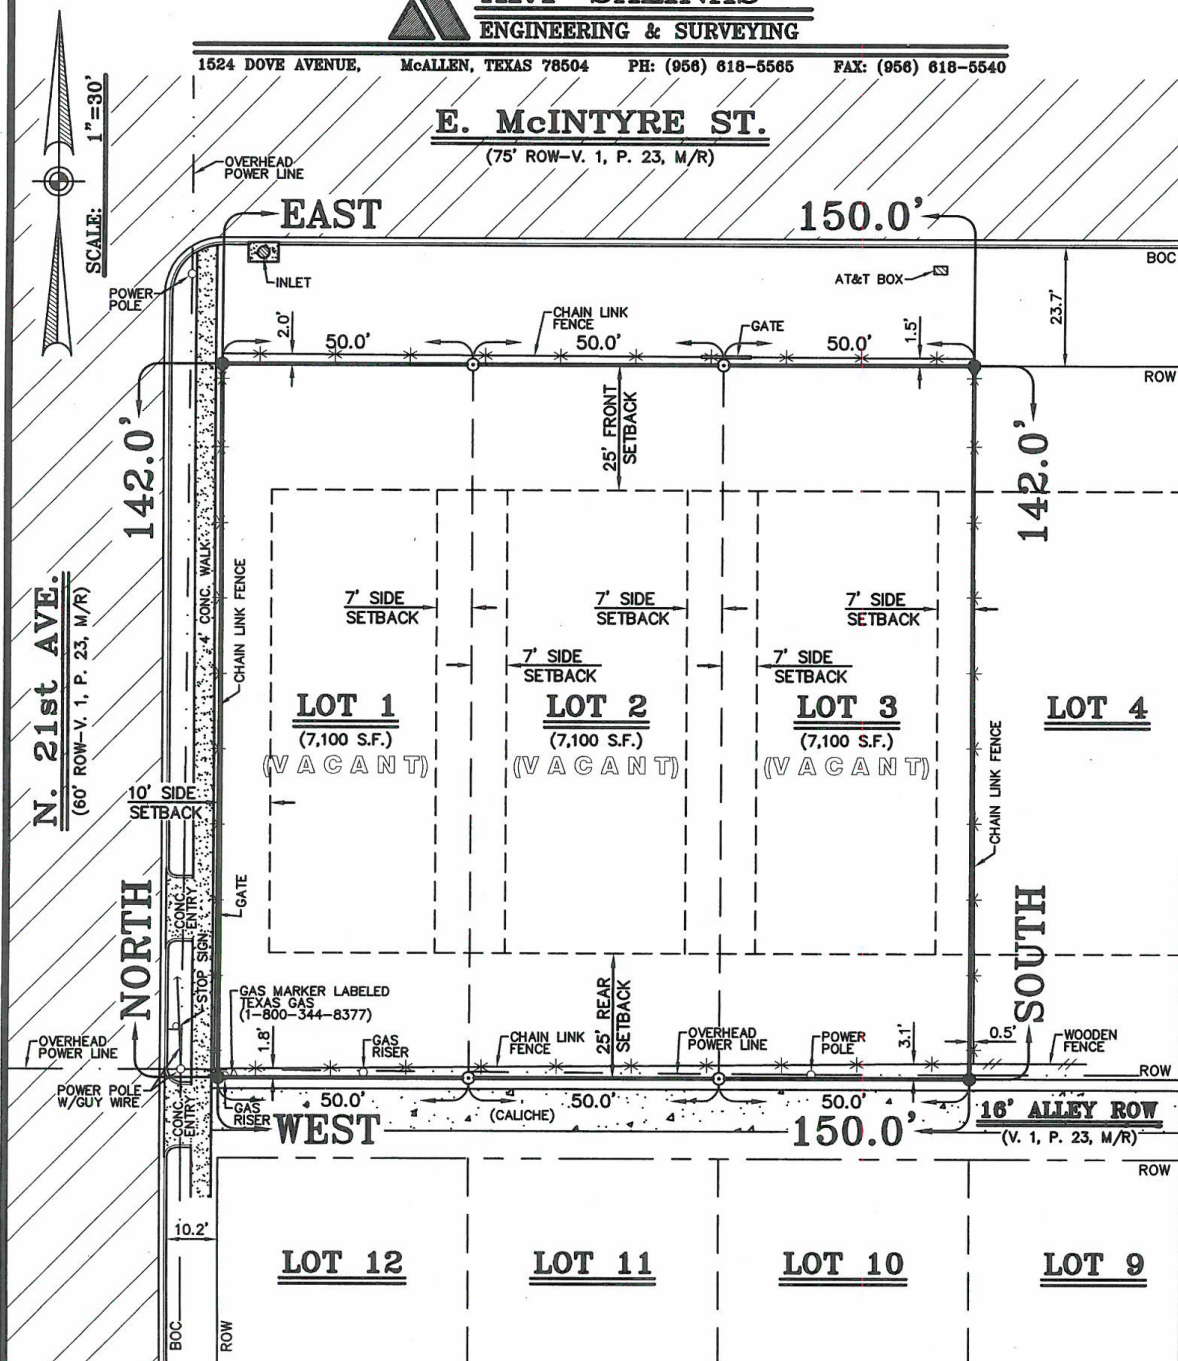 ENGINEERING & SURVEYING
1524 DOVE AVENUE, McALLEN, TEXAS 78504 PH: (956) 618-5565 FAX: (956) 618-5540
SCALE: 1"=30'
E. McINTYRE ST.
(75' ROW-V. 1, P. 23, M/R)
OVERHEAD
POWER LINE
EAST
150.0'
BOC
INLET
AT&T BOX
POWER
POLE
23.7'
2.0'
50.0'
CHAIN LINK
FENCE
50.0'
GATE
50.0'
1.5'
ROW
142.0'
25' FRONT
SETBACK
142.0'
N. 21st AVE.
(60' ROW-V. 1, P. 23, M/R)
4' CONC. WALK
CHAIN LINK FENCE
7' SIDE
SETBACK
7' SIDE
SETBACK
7' SIDE
SETBACK
7' SIDE
SETBACK
7' SIDE
SETBACK
LOT 1
(7,100 S.F.)
(VACANT)
LOT 2
(7,100 S.F.)
(VACANT)
LOT 3
(7,100 S.F.)
(VACANT)
LOT 4
CHAIN LINK FENCE
10' SIDE
SETBACK
NORTH
CONC.
ENTRY
GATE
STOP SIGN
SOUTH
GAS MARKER LABELED
TEXAS GAS
(1-800-344-8377)
25' REAR
SETBACK
OVERHEAD
POWER LINE
1.8'
GAS
RISER
CHAIN LINK
FENCE
OVERHEAD
POWER LINE
POWER
POLE
3.1'
0.5'
WOODEN
FENCE
ROW
POWER POLE
W/GUY WIRE
CONC.
ENTRY
GAS
RISER
50.0'
(CALICHE)
50.0'
50.0'
WEST
150.0'
16' ALLEY ROW
(V. 1, P. 23, M/R)
ROW
10.2'
LOT 12
LOT 11
LOT 10
LOT 9
BOC
ROW